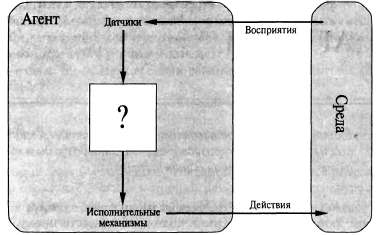 Агент
Датчики
Восприятия
?
Среда
Исполнительные
механизмы
Действия